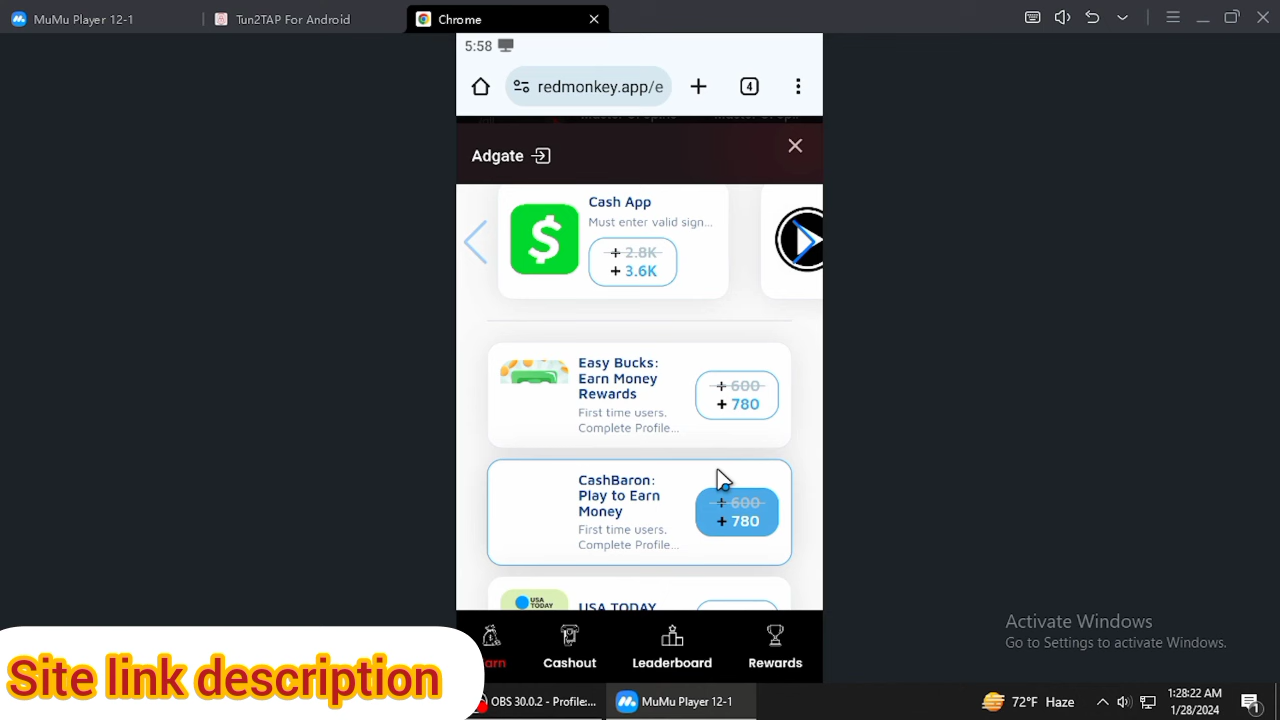 MuMu Player 12-1
Tun2TAP For Android
Chrome
5:58
redmonkey.app/e
4
Adgate
Cash App
Must enter valid sign...
+ 2.8K
+ 3.6K
Easy Bucks:
Earn Money
Rewards
First time users.
Complete Profile...
+ 600
+ 780
CashBaron:
Play to Earn
Money
First time users.
Complete Profile...
+ 600
+ 780
USA
TODAY
USA TODAY
Cashout
Leaderboard
Rewards
Activate Windows
Go to Settings to activate Windows.
Site link description
OBS 30.0.2 - Profile:...
MuMu Player 12-1
72°F Haze
1:28:22 AM
1/28/2024
1